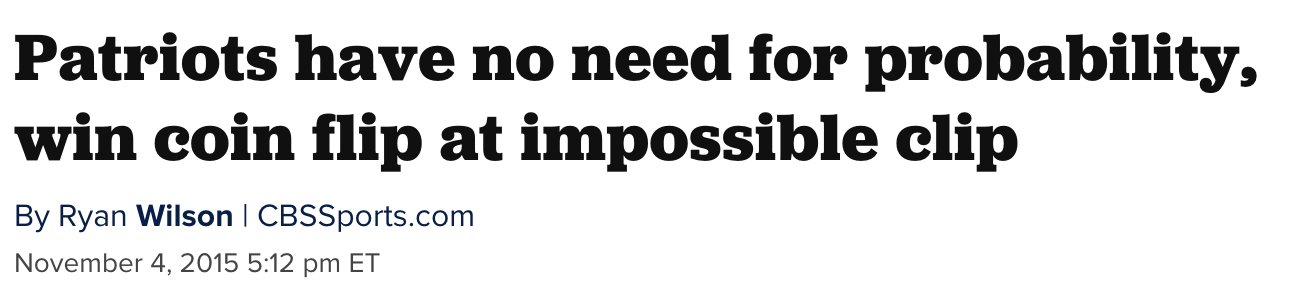 Patriots have no need for probability,
win coin flip at impossible clip
By Ryan Wilson | CBSSports.com
November 4, 2015 5:12 pm ET